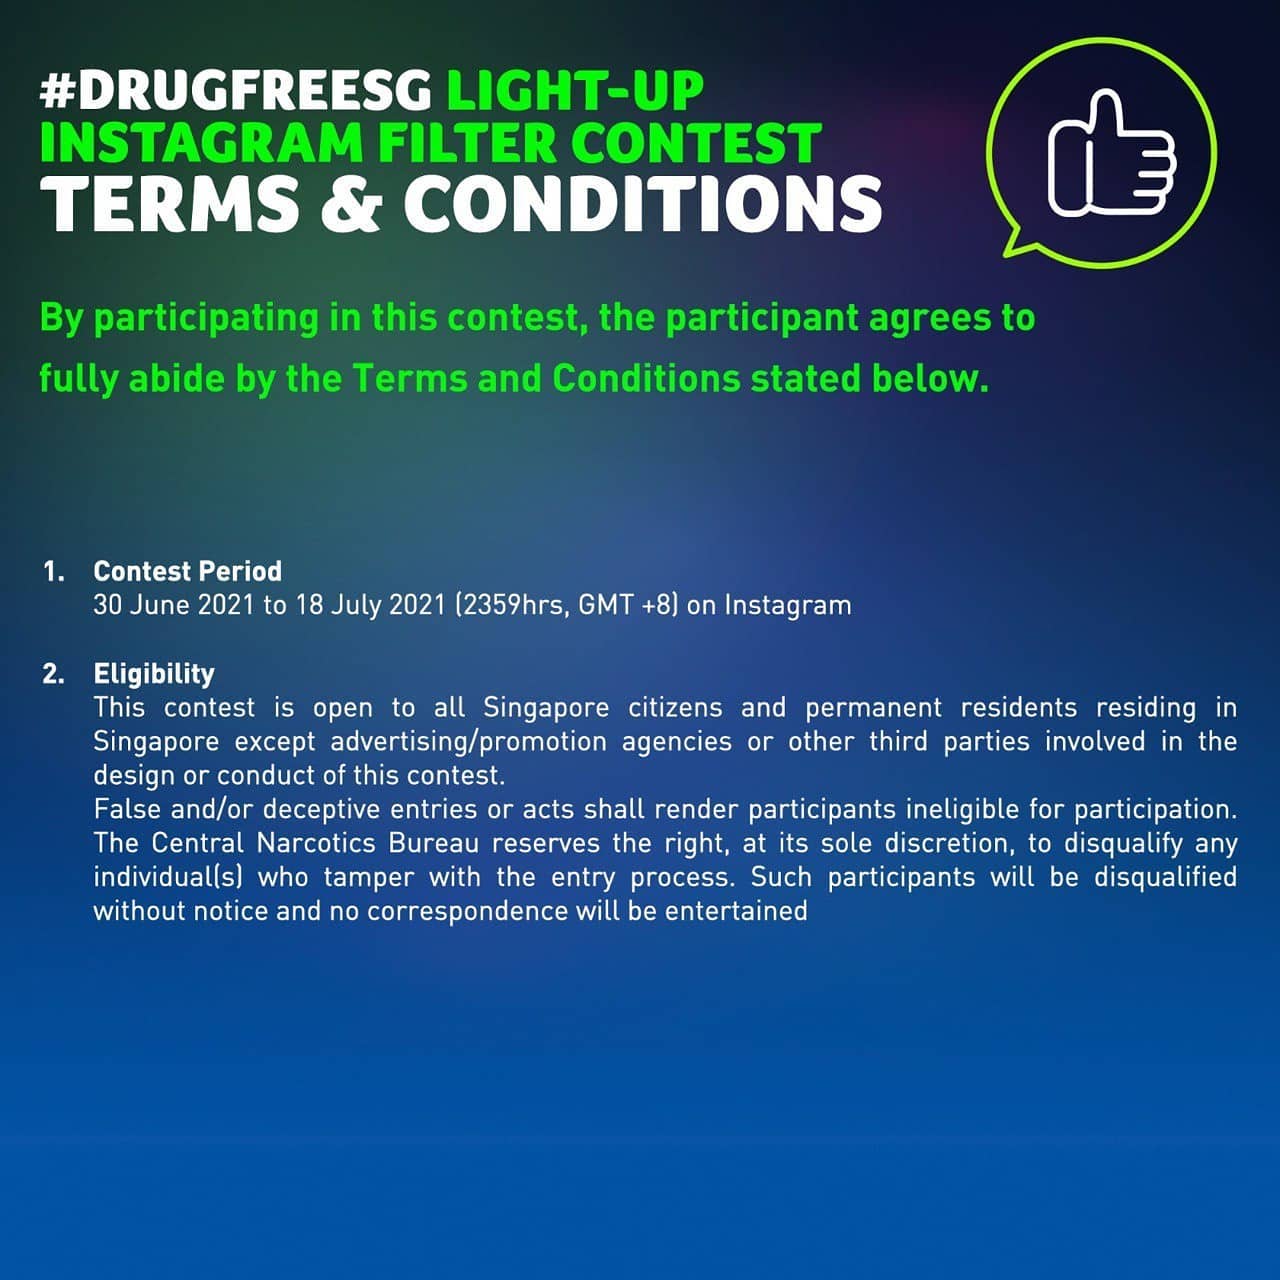 #DRUGFREESG LIGHT-UP
INSTAGRAM FILTER CONTEST
TERMS & CONDITIONS
By participating in this contest, the participant agrees to
fully abide by the Terms and Conditions stated below.
1. Contest Period
30 June 2021 to 18 July 2021 (2359hrs, GMT +8) on Instagram
2. Eligibility
This contest is open to all Singapore citizens and permanent residents residing in
Singapore except advertising/promotion agencies or other third parties involved in the
design or conduct of this contest.
False and/or deceptive entries or acts shall render participants ineligible for participation.
The Central Narcotics Bureau reserves the right, at its sole discretion, to disqualify any
individual(s) who tamper with the entry process. Such participants will be disqualified
without notice and no correspondence will be entertained